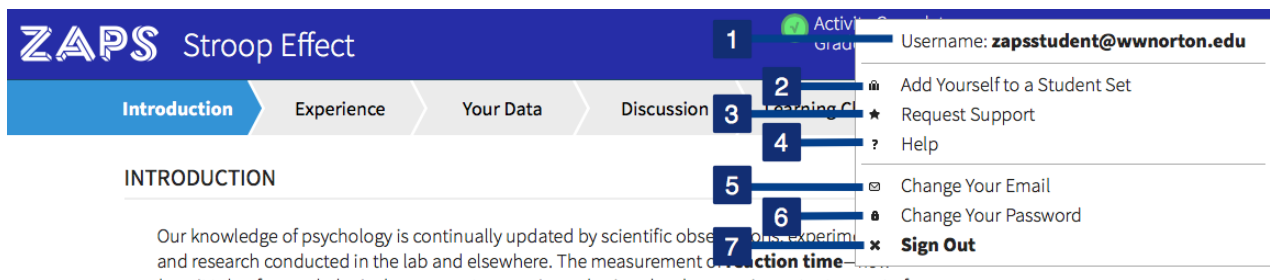 ZAPS Stroop Effect
1 Username: zapsstudent@wwnorton.edu
2 Add Yourself to a Student Set
3 ★ Request Support
4 ? Help
Introduction Experience Your Data Discussion
INTRODUCTION
5 Change Your Email
6 Change Your Password
7 × Sign Out
Our knowledge of psychology is continually updated by scientific
and research conducted in the lab and elsewhere. The measurement of